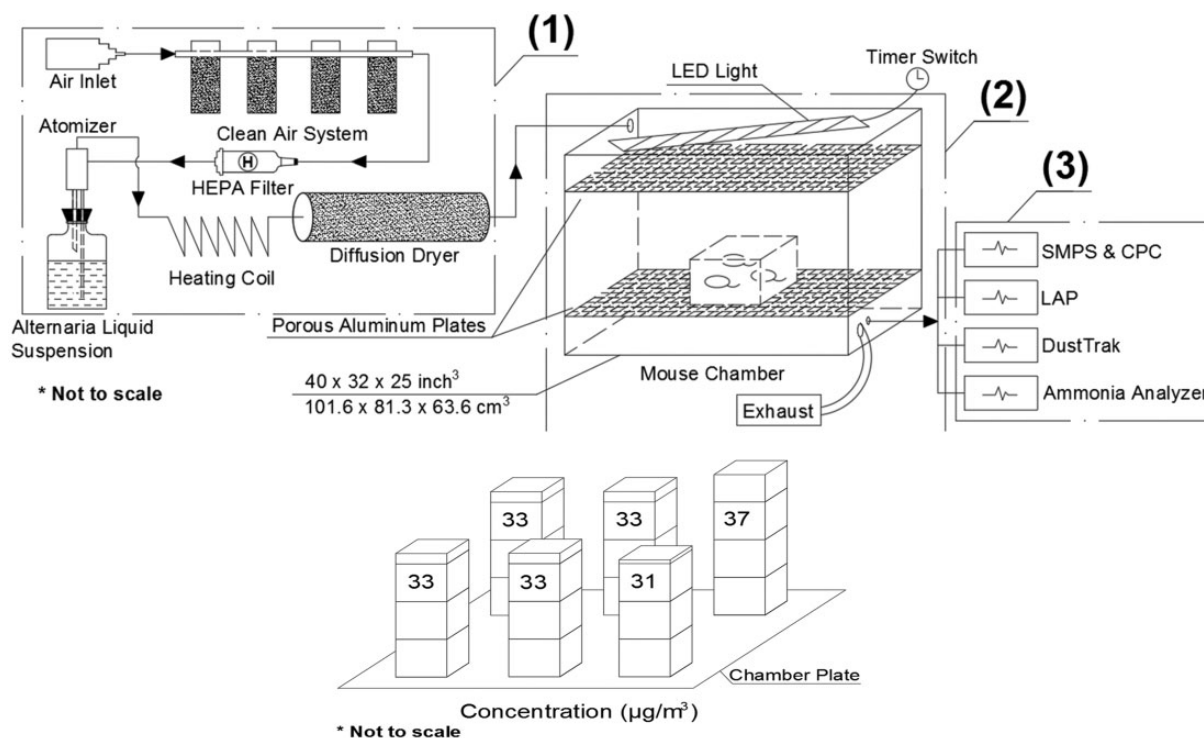 (1)
Air Inlet
Clean Air System
Atomizer
H
HEPA Filter
Heating Coil
Diffusion Dryer
Alternaria Liquid
Suspension
* Not to scale
LED Light
Timer Switch
(2)
Porous Aluminum Plates
40 x 32 x 25 inch³
101.6 x 81.3 x 63.6 cm³
Mouse Chamber
Exhaust
(3)
SMPS & CPC
LAP
DustTrak
Ammonia Analyzer
33
33
37
33
33
31
Chamber Plate
Concentration (µg/m³)
* Not to scale